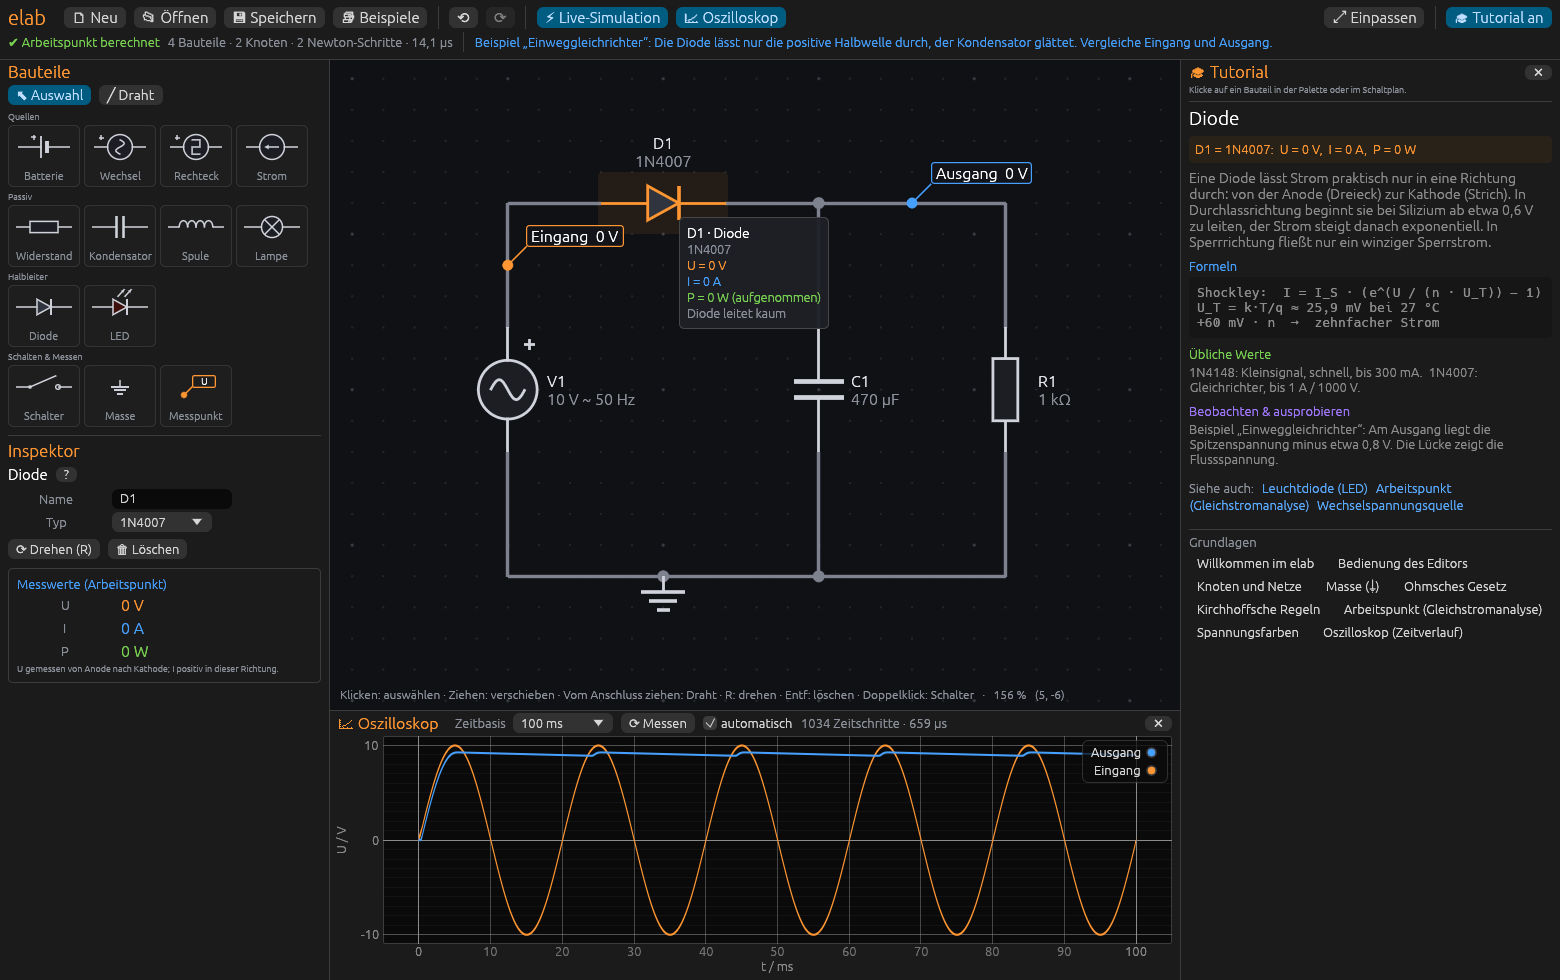 elab Neu Öffnen Speichern Beispiele Live-Simulation Oszilloskop Einpassen Tutorial an
✔ Arbeitspunkt berechnet 4 Bauteile · 2 Knoten · 2 Newton-Schritte · 14,1 µs Beispiel „Einweggleichrichter“: Die Diode lässt nur die positive Halbwelle durch, der Kondensator glättet. Vergleiche Eingang und Ausgang.
Bauteile
Auswahl Draht
Quellen
Batterie Wechsel Rechteck Strom
Passiv
Widerstand Kondensator Spule Lampe
Halbleiter
Diode LED
Schalten & Messen
U
Schalter Masse Messpunkt
Inspektor
Diode ?
Name D1
Typ 1N4007
Drehen (R) Löschen
Messwerte (Arbeitspunkt)
U 0 V
I 0 A
P 0 W
U gemessen von Anode nach Kathode; I positiv in dieser Richtung.
D1
1N4007
Ausgang 0 V
Eingang 0 V
D1 · Diode
1N4007
U = 0 V
I = 0 A
P = 0 W (aufgenommen)
Diode leitet kaum
+
V1
10 V ~ 50 Hz
C1
470 µF
R1
1 kΩ
Klicken: auswählen · Ziehen: verschieben · Vom Anschluss ziehen: Draht · R: drehen · Entf: löschen · Doppelklick: Schalter · 156 % (5, -6)
Oszilloskop Zeitbasis 100 ms Messen automatisch 1034 Zeitschritte · 659 µs
Ausgang
Eingang
U / V
10
0
-10
0 10 20 30 40 50 60 70 80 90 100
t / ms
Tutorial
Klicke auf ein Bauteil in der Palette oder im Schaltplan.
Diode
D1 = 1N4007: U = 0 V, I = 0 A, P = 0 W
Eine Diode lässt Strom praktisch nur in eine Richtung
durch: von der Anode (Dreieck) zur Kathode (Strich). In
Durchlassrichtung beginnt sie bei Silizium ab etwa 0,6 V
zu leiten, der Strom steigt danach exponentiell. In
Sperrrichtung fließt nur ein winziger Sperrstrom.
Formeln
Shockley: I = I_S · (e^(U / (n · U_T)) − 1)
U_T = k·T/q ≈ 25,9 mV bei 27 °C
+60 mV · n → zehnfacher Strom
Übliche Werte
1N4148: Kleinsignal, schnell, bis 300 mA. 1N4007:
Gleichrichter, bis 1 A / 1000 V.
Beobachten & ausprobieren
Beispiel „Einweggleichrichter“: Am Ausgang liegt die
Spitzenspannung minus etwa 0,8 V. Die Lücke zeigt die
Flussspannung.
Siehe auch: Leuchtdiode (LED) Arbeitspunkt
(Gleichstromanalyse) Wechselspannungsquelle
Grundlagen
Willkommen im elab Bedienung des Editors
Knoten und Netze Masse (⏚) Ohmsches Gesetz
Kirchhoffsche Regeln Arbeitspunkt (Gleichstromanalyse)
Spannungsfarben Oszilloskop (Zeitverlauf)